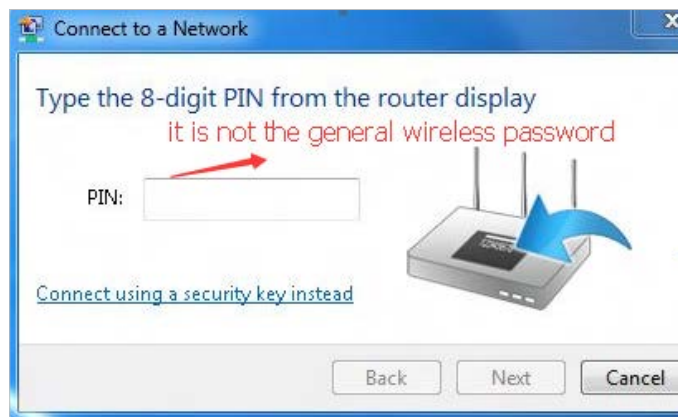 Connect to a Network
Type the 8-digit PIN from the router display
it is not the general wireless password
PIN:
Connect using a security key instead
Back
Next
Cancel